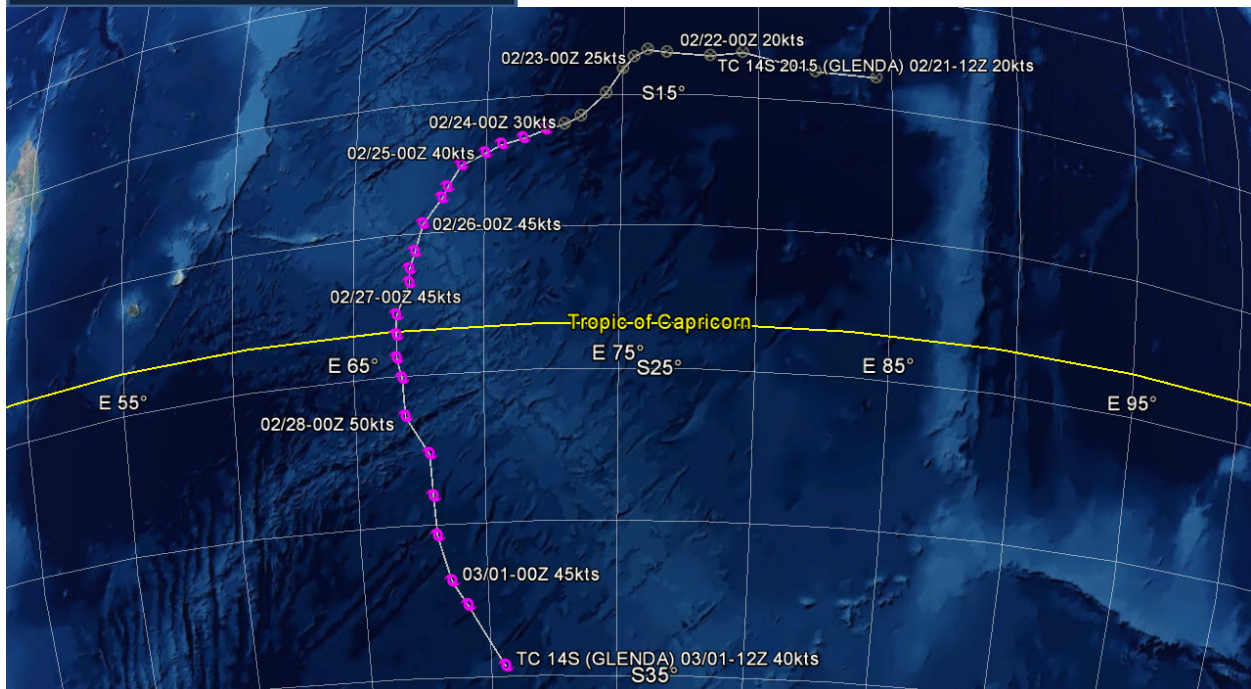 02/22-00Z 20kts
02/23-00Z 25kts
TC 14S 2015 (GLENDA) 02/21-12Z 20kts
S15°
02/24-00Z 30kts
02/25-00Z 40kts
02/26-00Z 45kts
02/27-00Z 45kts
Tropic of Capricorn
E 75°
E 65°
S25°
E 85°
E 55°
E 95°
02/28-00Z 50kts
03/01-00Z 45kts
TC 14S (GLENDA) 03/01-12Z 40kts
S35°